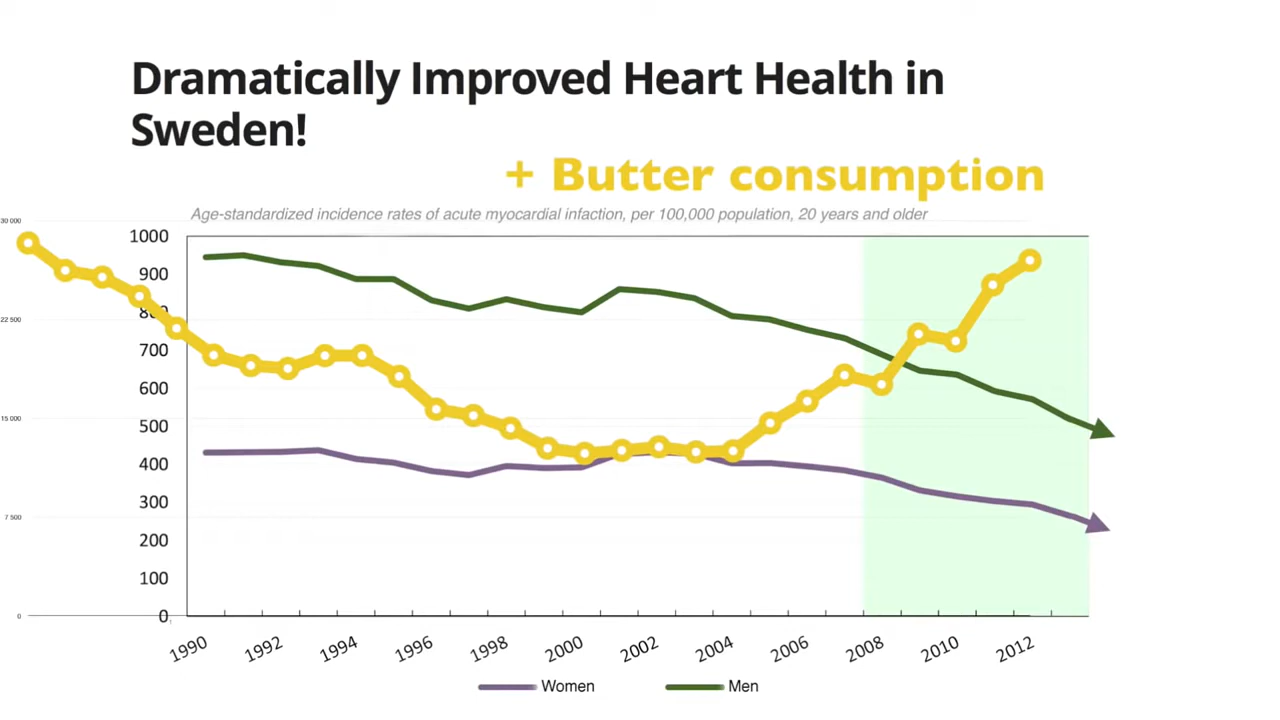 Dramatically Improved Heart Health in
Sweden!
+ Butter consumption
Age-standardized incidence rates of acute myocardial infaction, per 100,000 population, 20 years and older
30 000
22 500
15 000
7 500
0
1000
900
800
700
600
500
400
300
200
100
0
1990 1992 1994 1996 1998 2000 2002 2004 2006 2008 2010 2012
Women Men